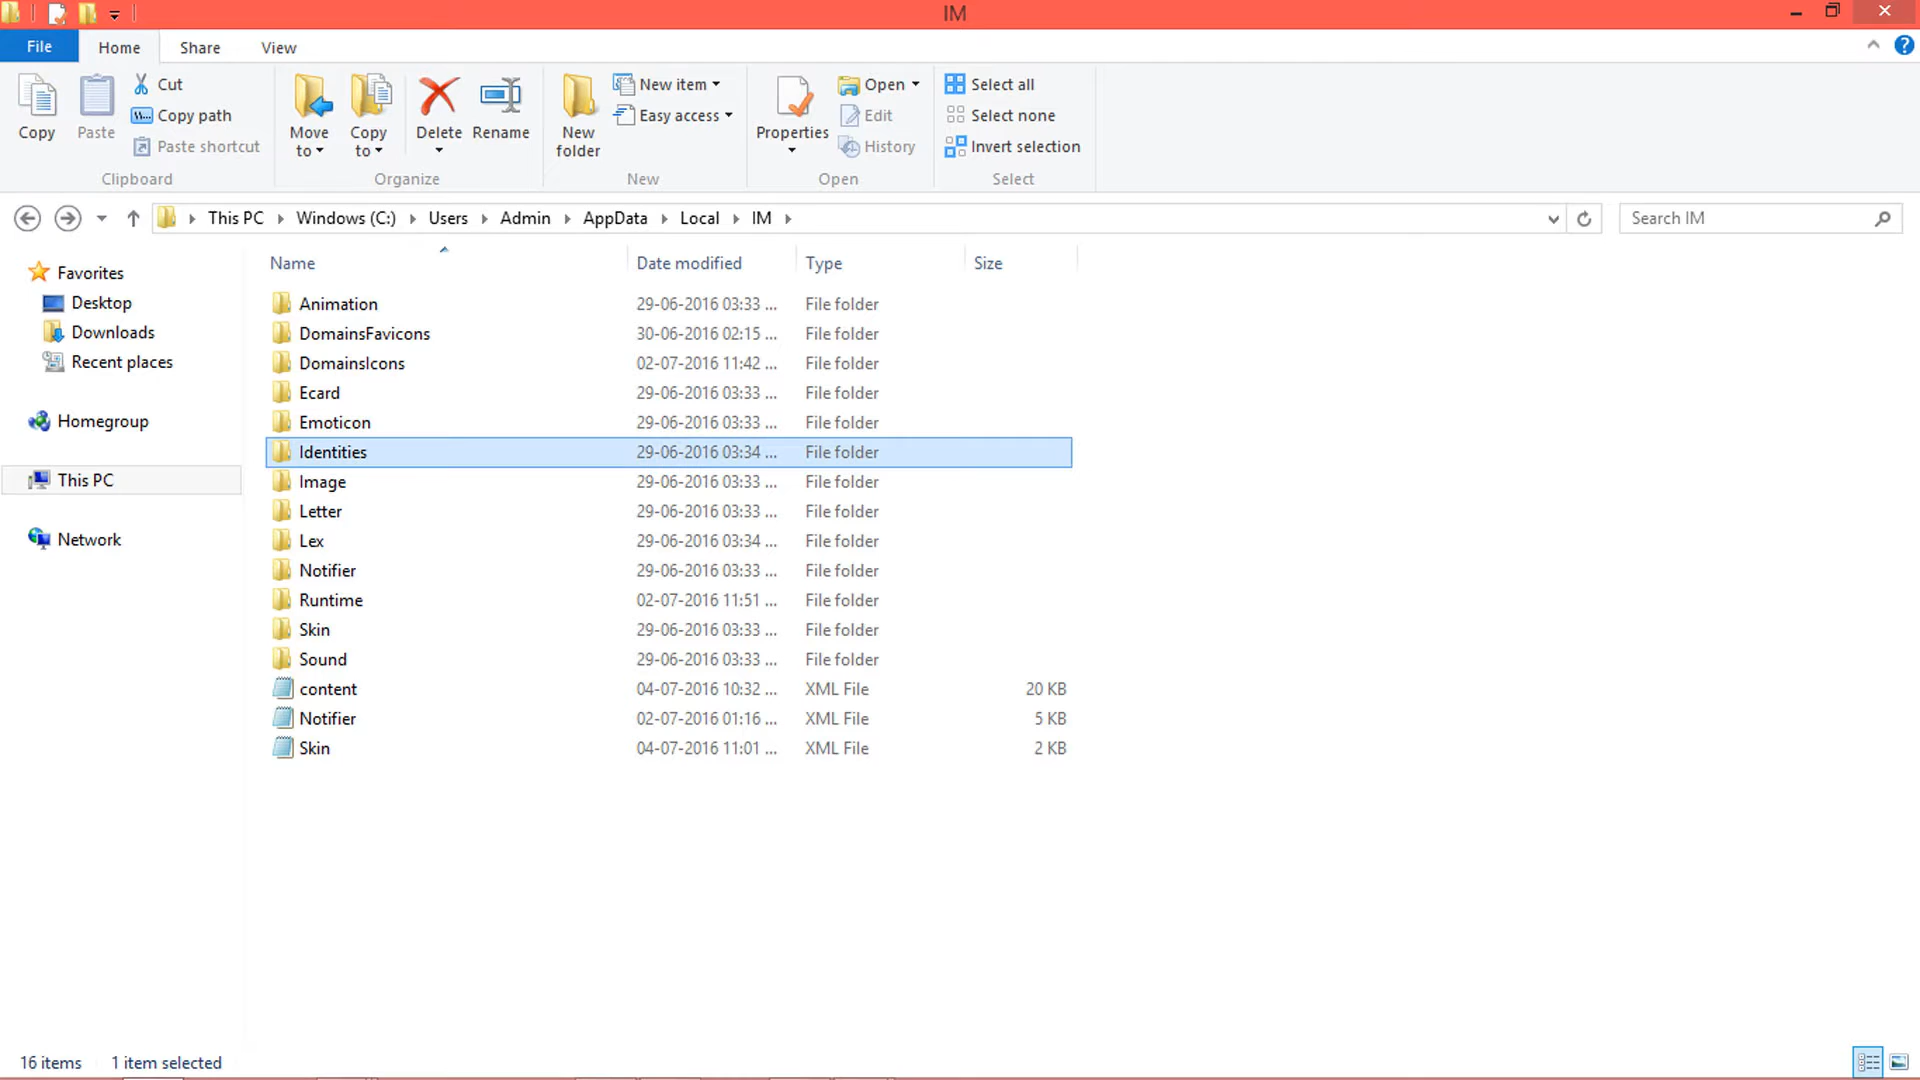 IM
File Home Share View
Copy
Paste
Cut
Copy path
Paste shortcut
Clipboard
Move to
Copy to
Delete
Rename
Organize
New folder
New item
Easy access
New
Properties
Open
Edit
History
Open
Select all
Select none
Invert selection
Select
This PC Windows (C:) Users Admin AppData Local IM
Search IM
Favorites
Desktop
Downloads
Recent places
Homegroup
This PC
Network
Name Date modified Type Size
Animation 29-06-2016 03:33 ... File folder
DomainsFavicons 30-06-2016 02:15 ... File folder
DomainsIcons 02-07-2016 11:42 ... File folder
Ecard 29-06-2016 03:33 ... File folder
Emoticon 29-06-2016 03:33 ... File folder
Identities 29-06-2016 03:34 ... File folder
Image 29-06-2016 03:33 ... File folder
Letter 29-06-2016 03:33 ... File folder
Lex 29-06-2016 03:34 ... File folder
Notifier 29-06-2016 03:33 ... File folder
Runtime 02-07-2016 11:51 ... File folder
Skin 29-06-2016 03:33 ... File folder
Sound 29-06-2016 03:33 ... File folder
content 04-07-2016 10:32 ... XML File 20 KB
Notifier 02-07-2016 01:16 ... XML File 5 KB
Skin 04-07-2016 11:01 ... XML File 2 KB
16 items 1 item selected